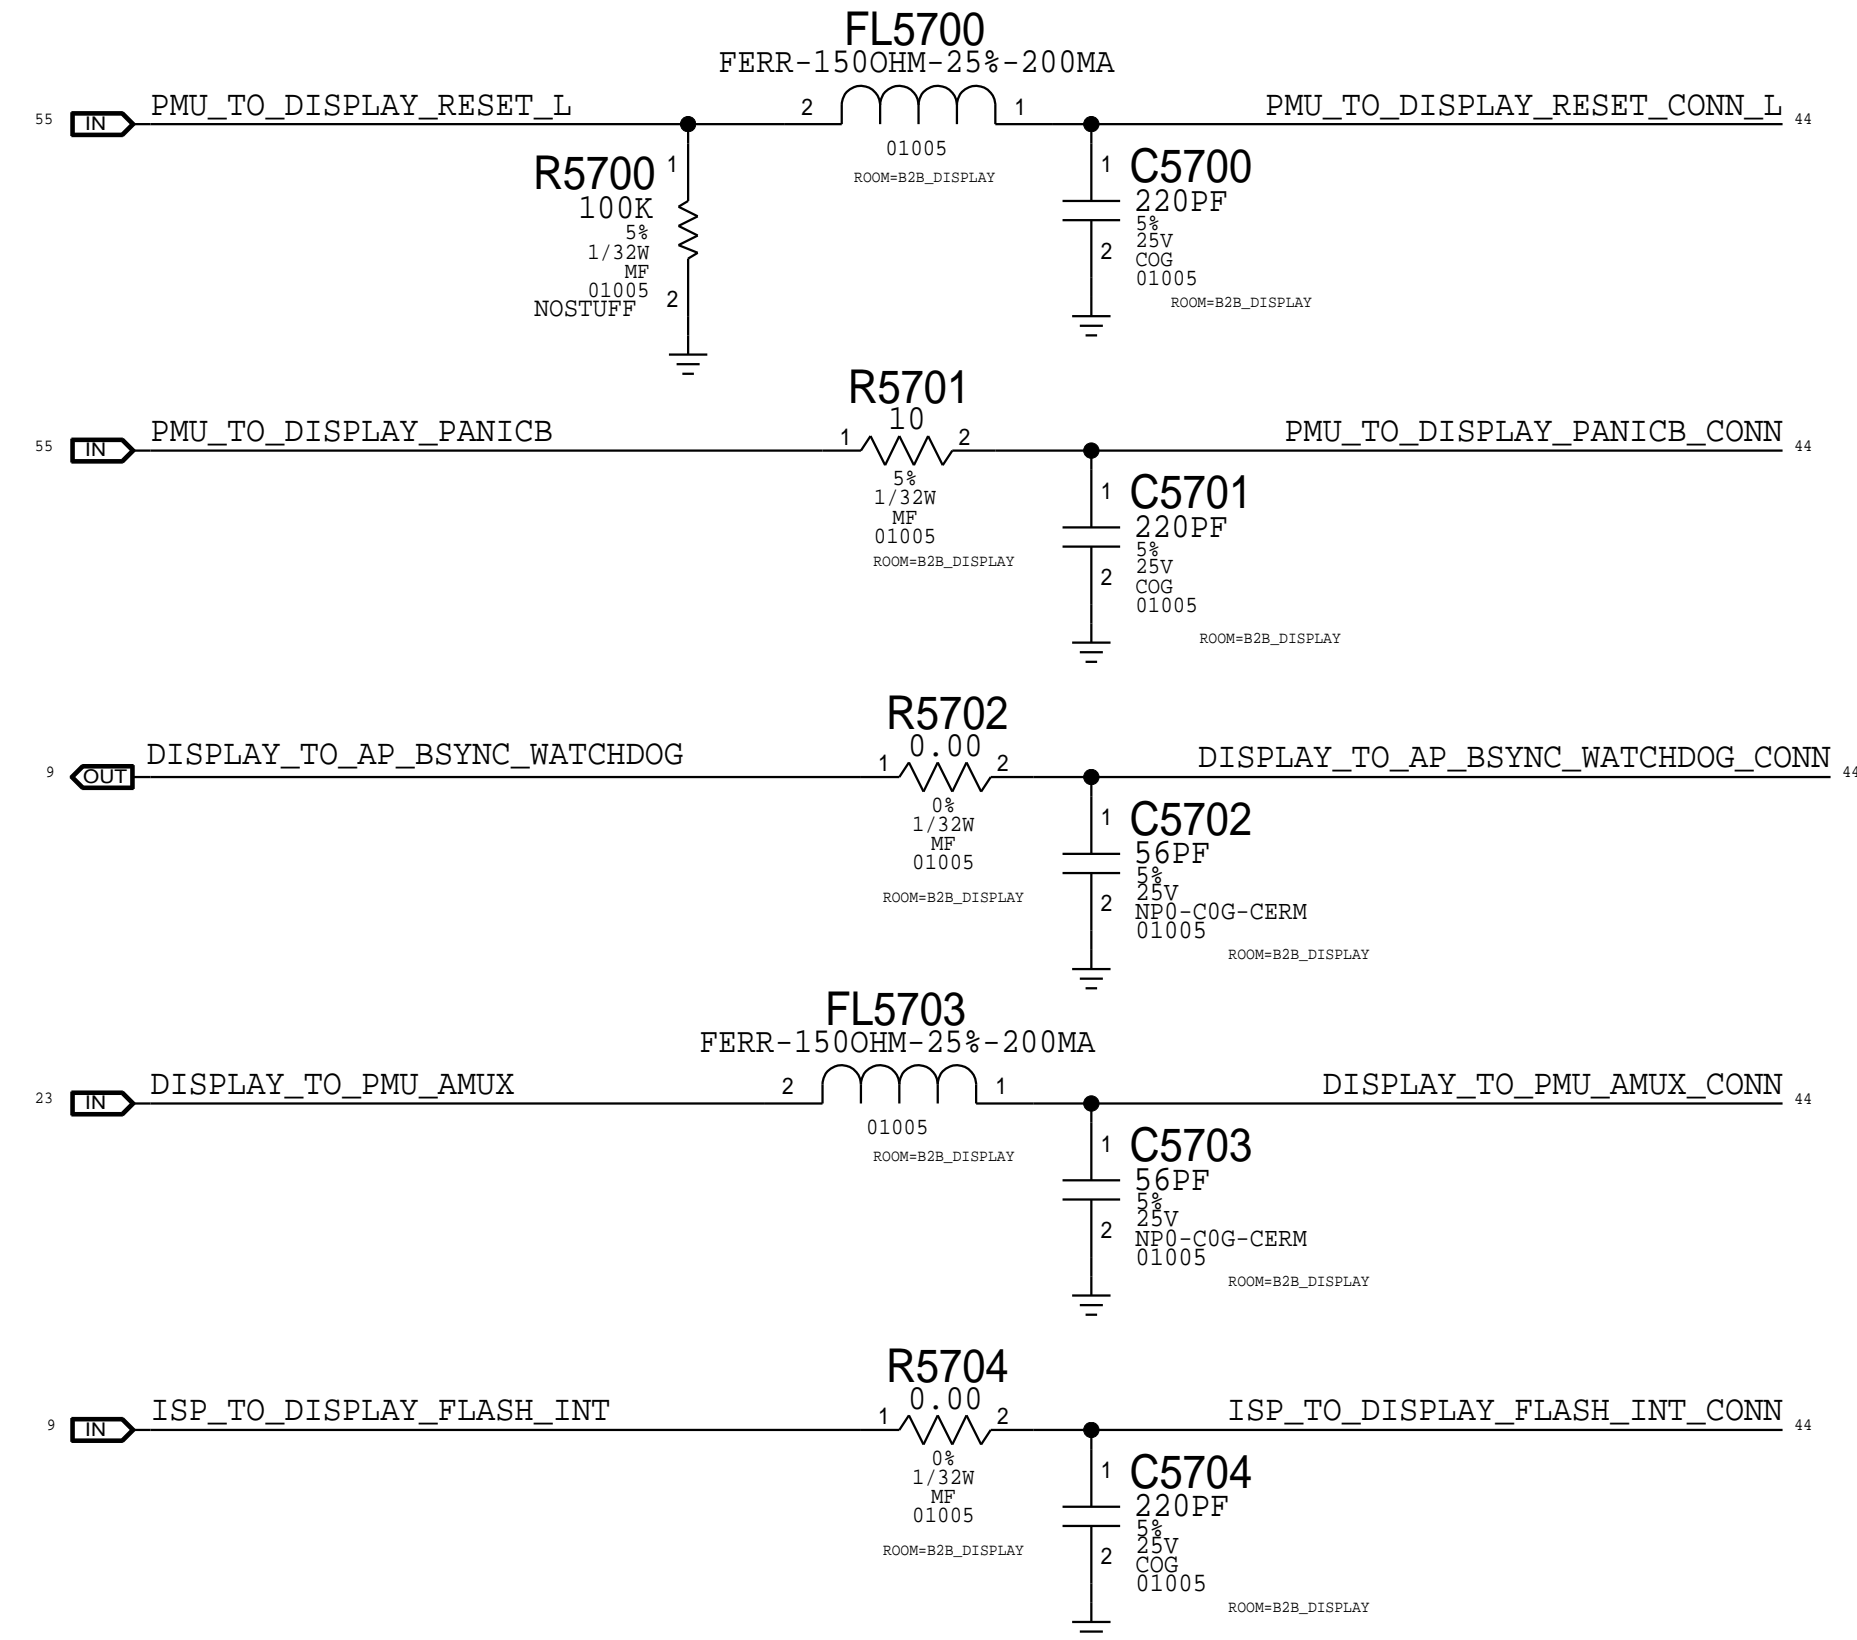 FL5700
FERR-150OHM-25%-200MA
55 IN PMU_TO_DISPLAY_RESET_L 2 1 PMU_TO_DISPLAY_RESET_CONN_L 44
01005
ROOM=B2B_DISPLAY
R5700 1
100K
5%
1/32W
MF
01005
NOSTUFF 2
1 C5700
220PF
5%
25V
2
COG
01005
ROOM=B2B_DISPLAY
R5701
10
55 IN PMU_TO_DISPLAY_PANICB 1 2 PMU_TO_DISPLAY_PANICB_CONN 44
5%
1/32W
MF
01005
ROOM=B2B_DISPLAY
1 C5701
220PF
5%
25V
2
COG
01005
ROOM=B2B_DISPLAY
R5702
0.00
9 OUT DISPLAY_TO_AP_BSYNC_WATCHDOG 1 2 DISPLAY_TO_AP_BSYNC_WATCHDOG_CONN 44
0%
1/32W
MF
01005
ROOM=B2B_DISPLAY
1 C5702
56PF
5%
25V
2
NP0-C0G-CERM
01005
ROOM=B2B_DISPLAY
FL5703
FERR-150OHM-25%-200MA
23 IN DISPLAY_TO_PMU_AMUX 2 1 DISPLAY_TO_PMU_AMUX_CONN 44
01005
ROOM=B2B_DISPLAY
1 C5703
56PF
5%
25V
2
NP0-C0G-CERM
01005
ROOM=B2B_DISPLAY
R5704
0.00
9 IN ISP_TO_DISPLAY_FLASH_INT 1 2 ISP_TO_DISPLAY_FLASH_INT_CONN 44
0%
1/32W
MF
01005
ROOM=B2B_DISPLAY
1 C5704
220PF
5%
25V
2
COG
01005
ROOM=B2B_DISPLAY